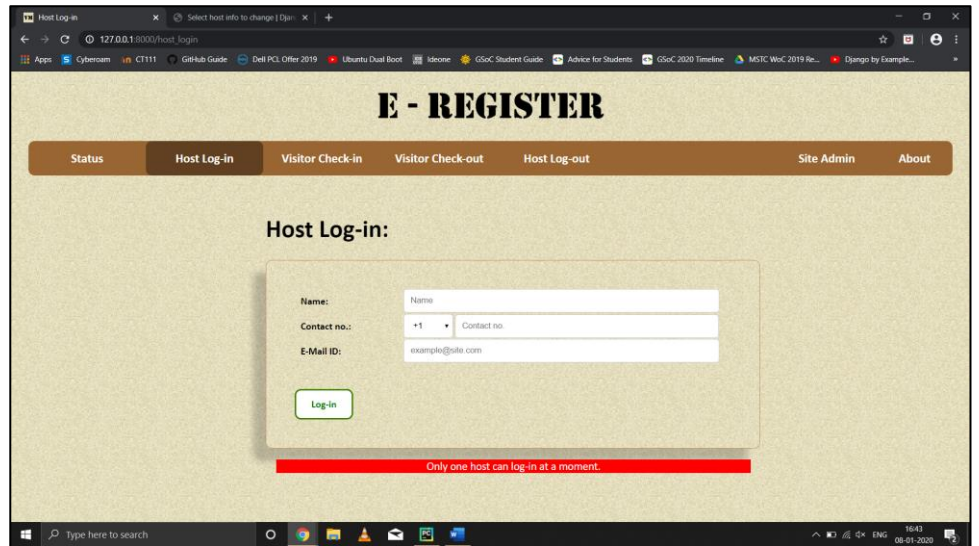 Host Log-in
Select host info to change | Djan
127.0.0.1:8000/host_login
Apps Cyberoam CT111 GitHub Guide Dell PCL Offer 2019 Ubuntu Dual Boot Ideone GSoC Student Guide Advice for Students GSoC 2020 Timeline MSTC WoC 2019 Re... Django by Example...
E - REGISTER
Status Host Log-in Visitor Check-in Visitor Check-out Host Log-out Site Admin About
Host Log-in:
Name: Name
Contact no.: +1 Contact no.
E-Mail ID: example@site.com
Log-in
Only one host can log-in at a moment.
Type here to search
ENG
16:43
08-01-2020